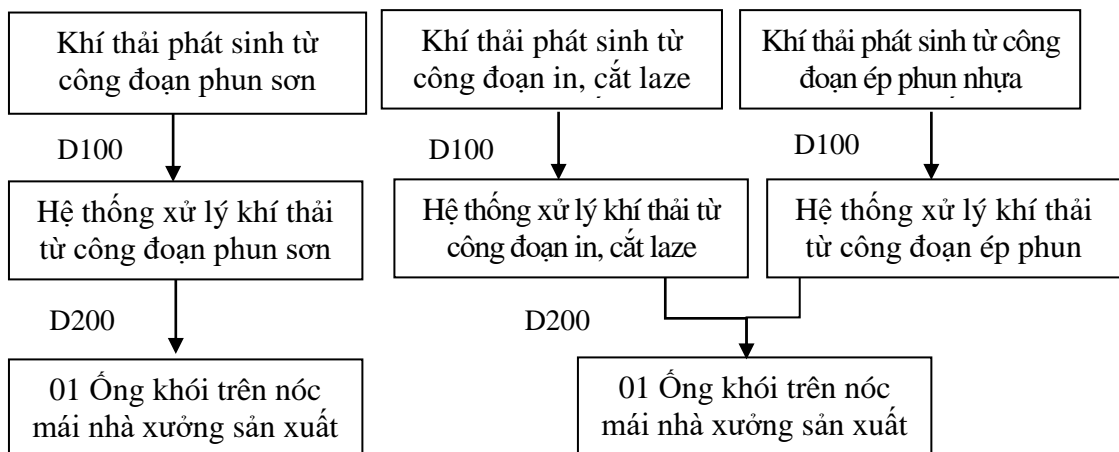 Khí thải phát sinh từ
công đoạn phun sơn
Khí thải phát sinh từ
công đoạn in, cắt laze
Khí thải phát sinh từ công
đoạn ép phun nhựa
D100
D100
D100
Hệ thống xử lý khí thải
từ công đoạn phun sơn
Hệ thống xử lý khí thải từ
công đoạn in, cắt laze
Hệ thống xử lý khí thải
từ công đoạn ép phun
D200
D200
01 Ống khói trên nóc
mái nhà xưởng sản xuất
01 Ống khói trên nóc
mái nhà xưởng sản xuất